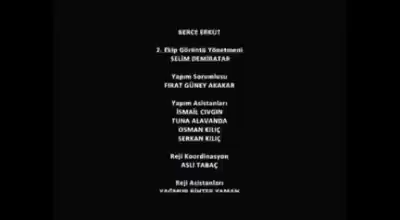 BERÇE ERKUT
2. Ekip Görüntü Yönetmeni
SELİM DEMİRATAR
Yapım Sorumlusu
FIRAT GÜNEY AKAKAR
Yapım Asistanları
İSMAİL CIVGIN
TUNA ALAVANDA
OSMAN KILIÇ
SERKAN KILIÇ
Reji Koordinasyon
ASLI TABAÇ
Reji Asistanları